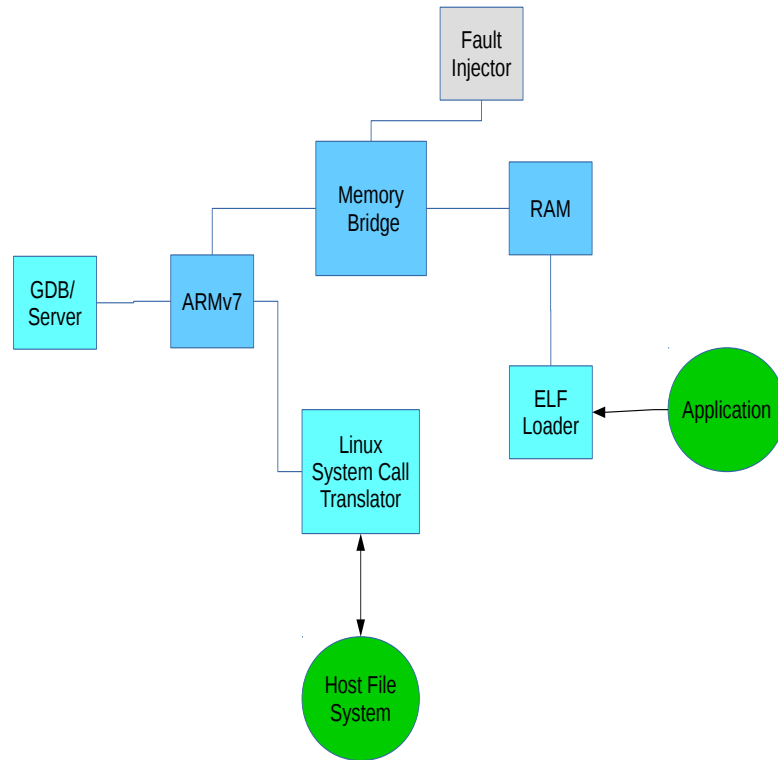 Fault
Injector
Memory
Bridge
RAM
GDB/
Server
ARMv7
ELF
Loader
Application
Linux
System Call
Translator
Host File
System